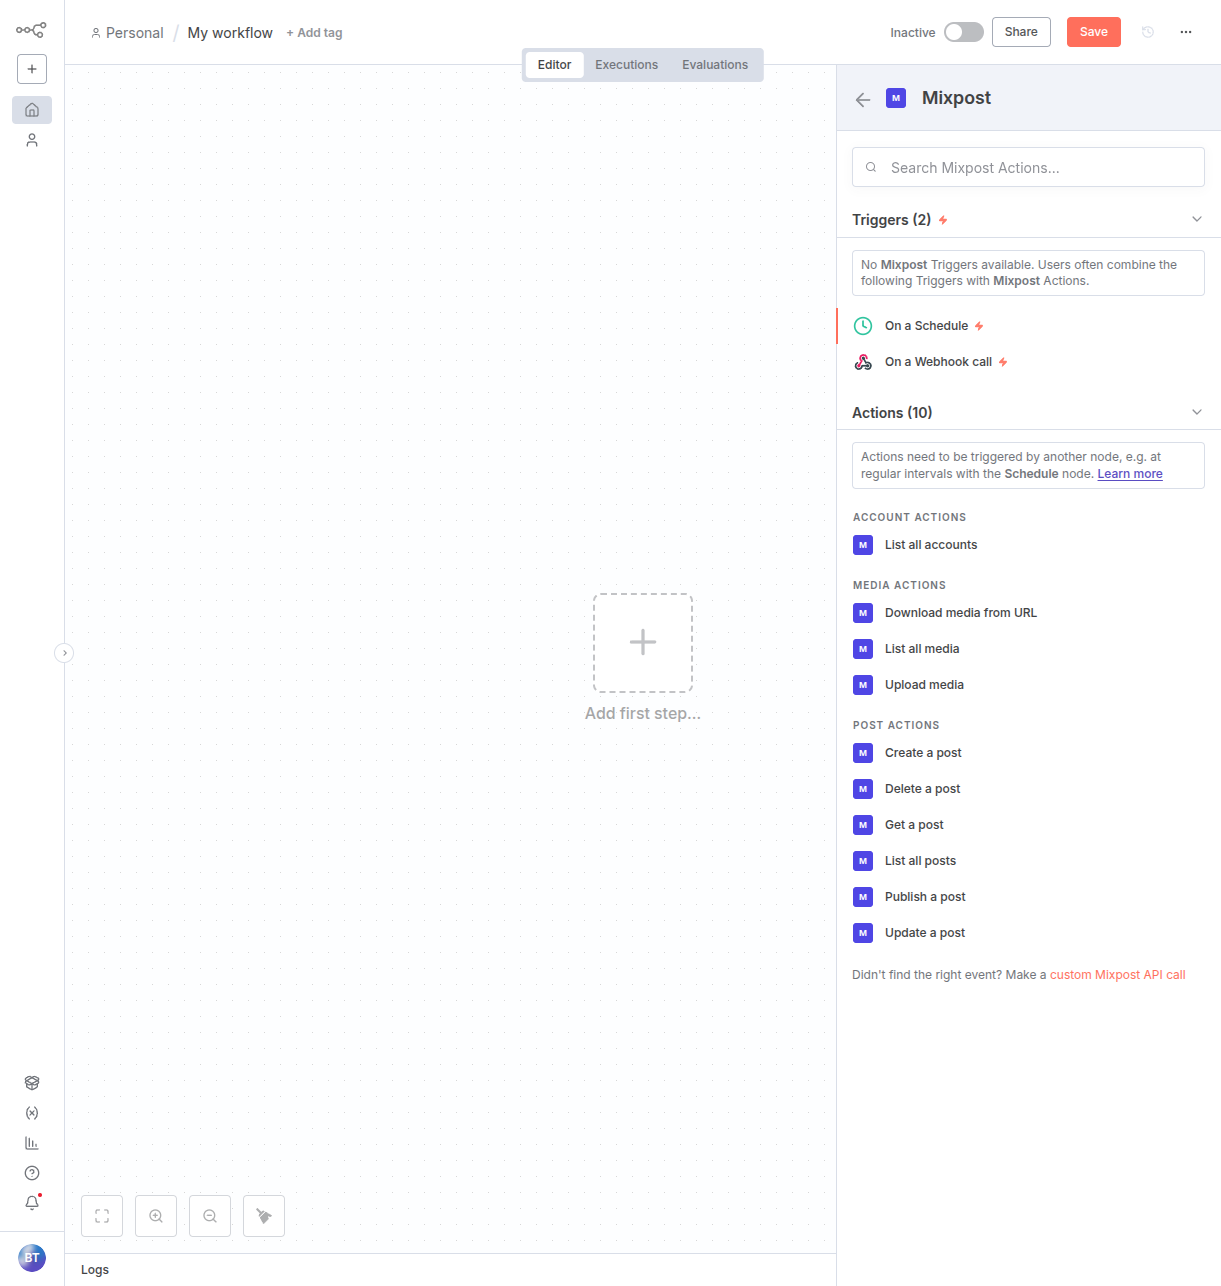 Personal / My workflow + Add tag
Inactive Share Save
Editor Executions Evaluations
M Mixpost
Search Mixpost Actions...
Triggers (2)
No Mixpost Triggers available. Users often combine the
following Triggers with Mixpost Actions.
On a Schedule
On a Webhook call
Actions (10)
Actions need to be triggered by another node, e.g. at
regular intervals with the Schedule node. Learn more
ACCOUNT ACTIONS
M List all accounts
MEDIA ACTIONS
M Download media from URL
M List all media
M Upload media
POST ACTIONS
M Create a post
M Delete a post
M Get a post
M List all posts
M Publish a post
M Update a post
Didn't find the right event? Make a custom Mixpost API call
Add first step...
BT
Logs